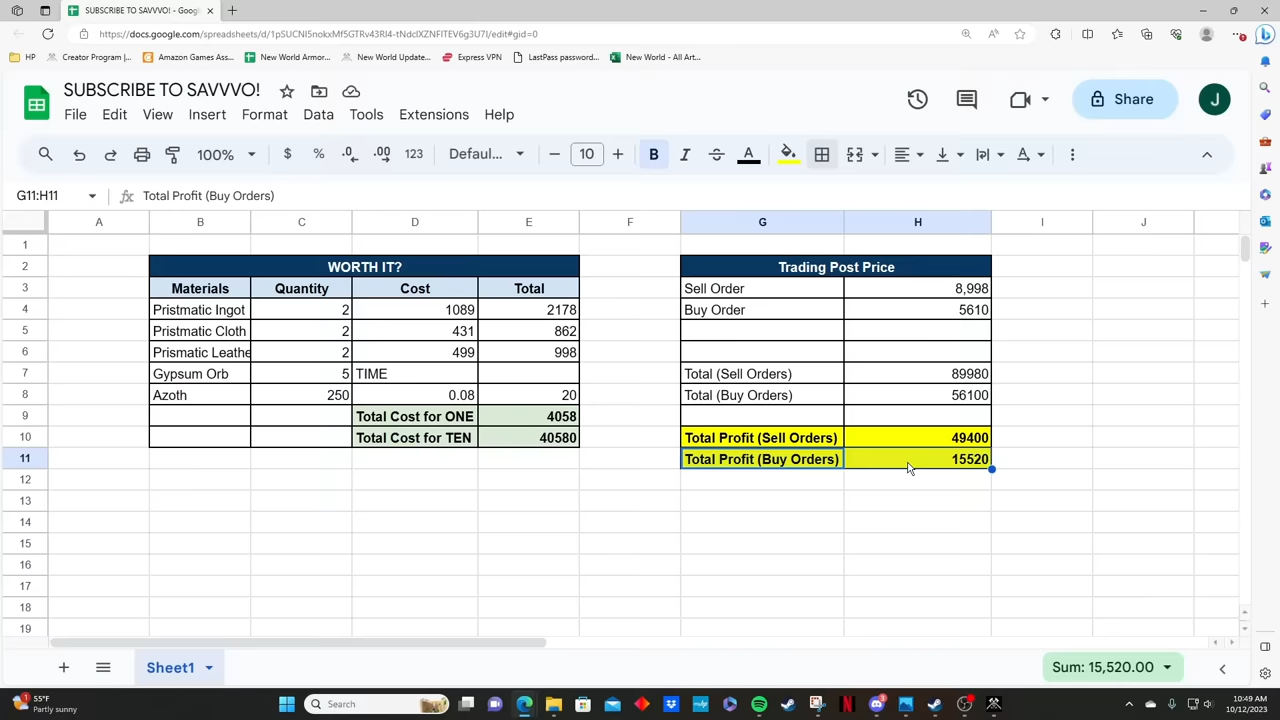 SUBSCRIBE TO SAVVVO! - Goog
https://docs.google.com/spreadsheets/d/
/edit#gid=0
HP
Creator Program |...
Amazon Games Ass...
New World Armor...
New World Update...
Express VPN
LastPass password...
New World - All Art...
SUBSCRIBE TO SAVVVO!
File Edit View Insert Format Data Tools Extensions Help
Share
J
100% $ % .0 .00 123 Defaul... − 10 + B I A
G11:H11 fx Total Profit (Buy Orders)
A B C D E F G H I J
1
2 WORTH IT? Trading Post Price
3 Materials Quantity Cost Total Sell Order 8,998
4 Pristmatic Ingot 2 1089 2178 Buy Order 5610
5 Pristmatic Cloth 2 431 862
6 Prismatic Leathe 2 499 998
7 Gypsum Orb 5 TIME Total (Sell Orders) 89980
8 Azoth 250 0.08 20 Total (Buy Orders) 56100
9 Total Cost for ONE 4058
10 Total Cost for TEN 40580 Total Profit (Sell Orders) 49400
11 Total Profit (Buy Orders) 15520
12
13
14
15
16
17
18
19
Sheet1 Sum: 15,520.00
55°F
Partly sunny
Search
10:49 AM
10/12/2023